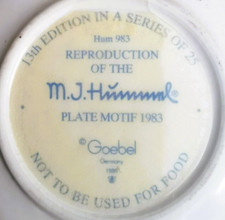 13th EDITION IN A SERIES OF 25
Hum 983
REPRODUCTION
OF THE
M.J.Hümmel®
PLATE MOTIF 1983
© Goebel
Germany
NOT TO BE USED FOR FOOD